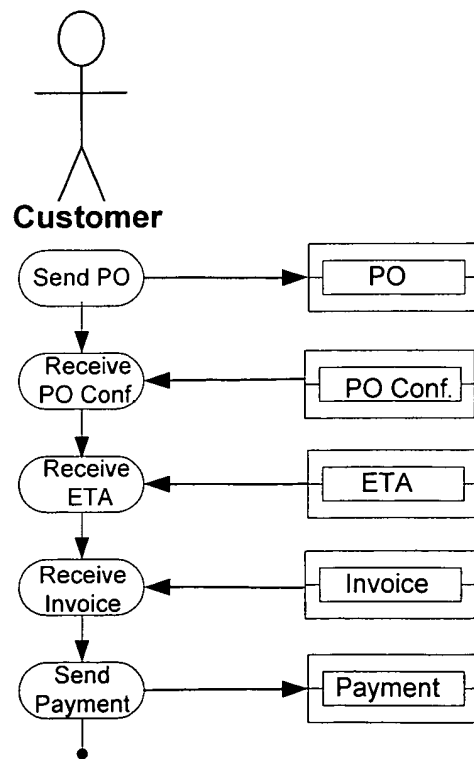 Customer
Send PO
PO
Receive
PO Conf.
PO Conf.
Receive
ETA
ETA
Receive
Invoice
Invoice
Send
Payment
Payment